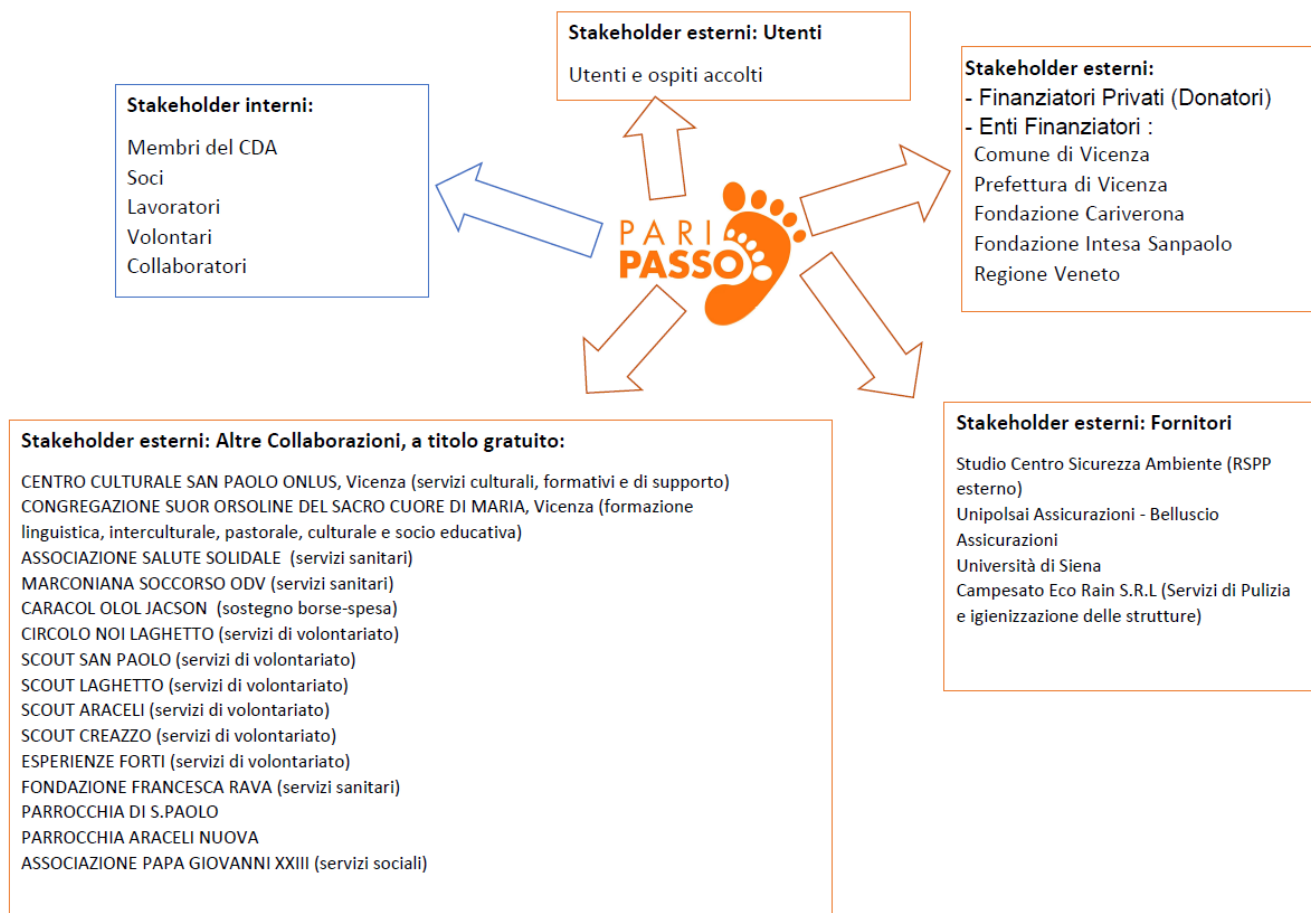 Stakeholder esterni: Utenti
Utenti e ospiti accolti
Stakeholder interni:
Membri del CDA
Soci
Lavoratori
Volontari
Collaboratori
Stakeholder esterni:
- Finanziatori Privati (Donatori)
- Enti Finanziatori :
Comune di Vicenza
Prefettura di Vicenza
Fondazione Cariverona
Fondazione Intesa Sanpaolo
Regione Veneto
PARI
PASSO
Stakeholder esterni: Altre Collaborazioni, a titolo gratuito:
CENTRO CULTURALE SAN PAOLO ONLUS, Vicenza (servizi culturali, formativi e di supporto)
CONGREGAZIONE SUOR ORSOLINE DEL SACRO CUORE DI MARIA, Vicenza (formazione
linguistica, interculturale, pastorale, culturale e socio educativa)
ASSOCIAZIONE SALUTE SOLIDALE (servizi sanitari)
MARCONIANA SOCCORSO ODV (servizi sanitari)
CARACOL OLOL JACSON (sostegno borse-spesa)
CIRCOLO NOI LAGHETTO (servizi di volontariato)
SCOUT SAN PAOLO (servizi di volontariato)
SCOUT LAGHETTO (servizi di volontariato)
SCOUT ARACELI (servizi di volontariato)
SCOUT CREAZZO (servizi di volontariato)
ESPERIENZE FORTI (servizi di volontariato)
FONDAZIONE FRANCESCA RAVA (servizi sanitari)
PARROCCHIA DI S.PAOLO
PARROCCHIA ARACELI NUOVA
ASSOCIAZIONE PAPA GIOVANNI XXIII (servizi sociali)
Stakeholder esterni: Fornitori
Studio Centro Sicurezza Ambiente (RSPP
esterno)
Unipolsai Assicurazioni - Belluscio
Assicurazioni
Università di Siena
Campesato Eco Rain S.R.L (Servizi di Pulizia
e igienizzazione delle strutture)